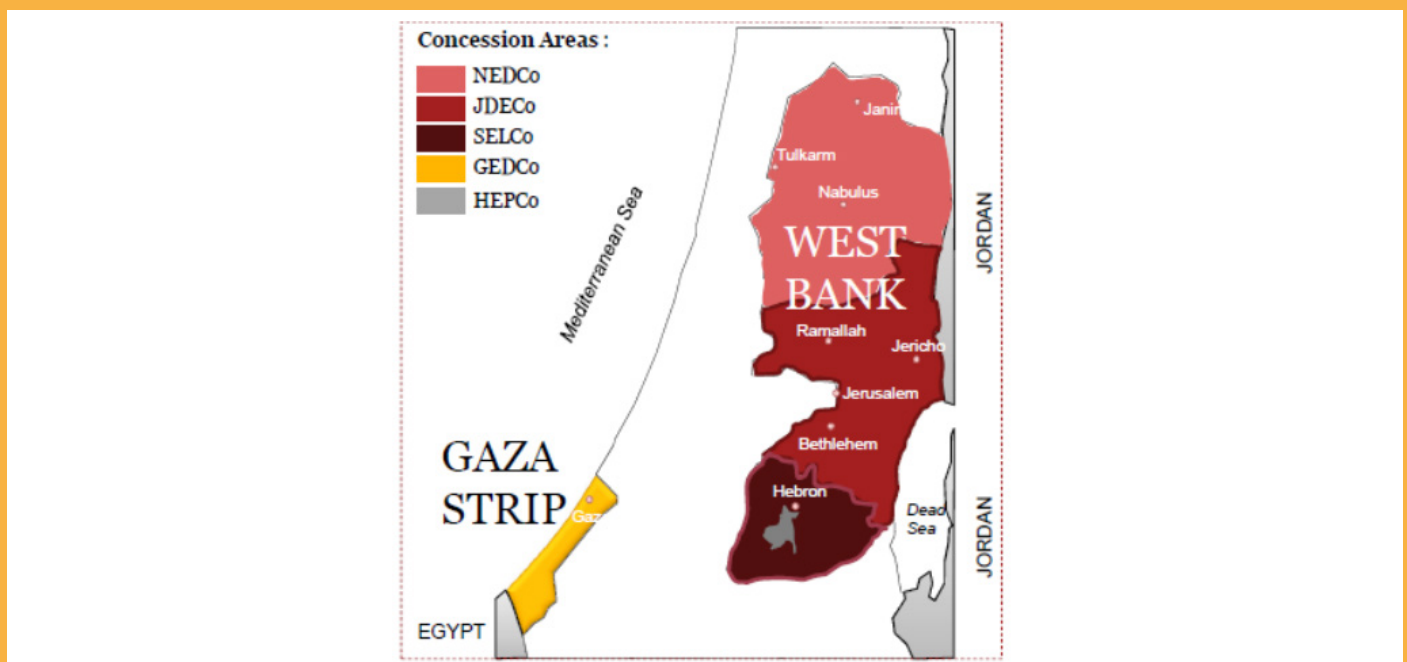 Concession Areas :
NEDCo
JDECo
SELCo
GEDCo
HEPCo
Mediterranean Sea
Janin
Tulkarm
Nabulus
WEST
BANK
JORDAN
Ramallah
Jericho
Jerusalem
Bethlehem
GAZA
STRIP
Gaz
Hebron
Dead
Sea
JORDAN
EGYPT